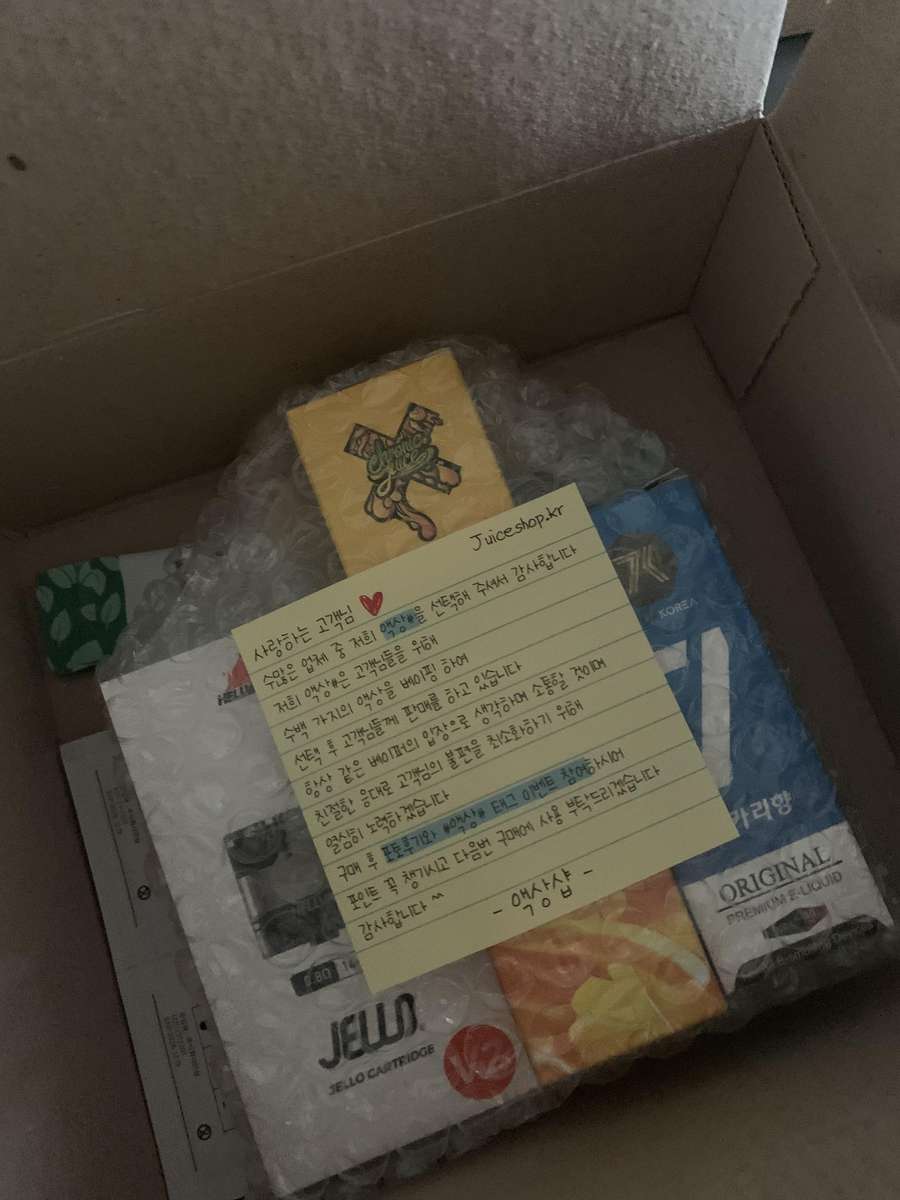 Juiceshop.kr
사랑하는 고객님 ❤
수많은 업체 중 저희 액상#을 선택해 주셔서 감사합니다
저희 액상#은 고객님들을 위해
수백 가지의 액상을 베이핑 하여
선택 후 고객님들께 판매를 하고 있습니다
항상 같은 베이퍼의 입장으로 생각하며 소통할 것이며
친절한 응대로 고객님의 불편을 최소화하기 위해
열심히 노력하겠습니다
구매 후 포토후기와 #액상# 태그 이벤트 참여하시어
포인트 꼭 챙기시고 다음번 구매에 사용 부탁드리겠습니다
감사합니다 ^^
- 액상샵 -
KOREA
카리향
ORIGINAL
PREMIUM E-LIQUID
0.8Ω
JELLO
JELLO CARTRIDGE
V2